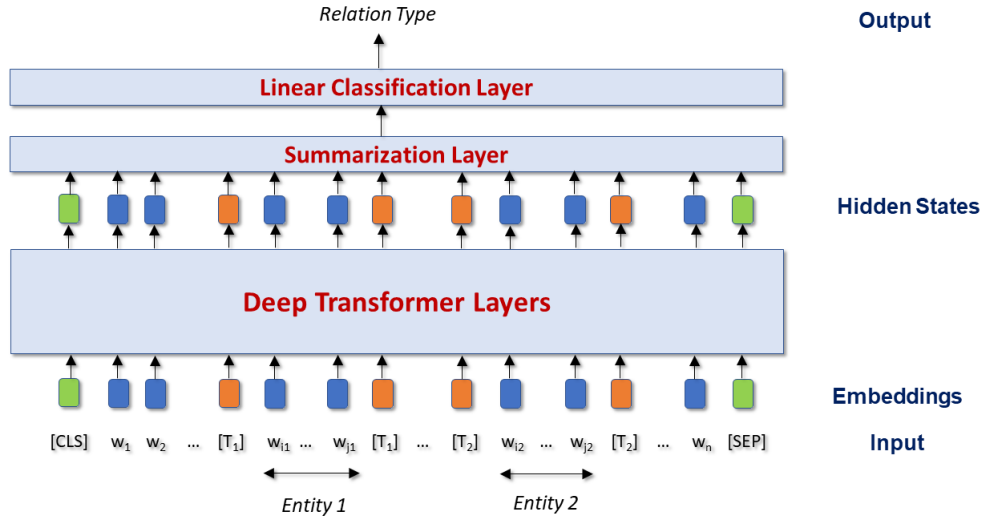 Relation Type Output
Linear Classification Layer
Summarization Layer
Hidden States
Deep Transformer Layers
Embeddings
[CLS] w₁ w₂ ... [T₁] wᵢ₁ ... wⱼ₁ [T₁] ... [T₂] wᵢ₂ ... wⱼ₂ [T₂] ... wₙ [SEP] Input
Entity 1 Entity 2